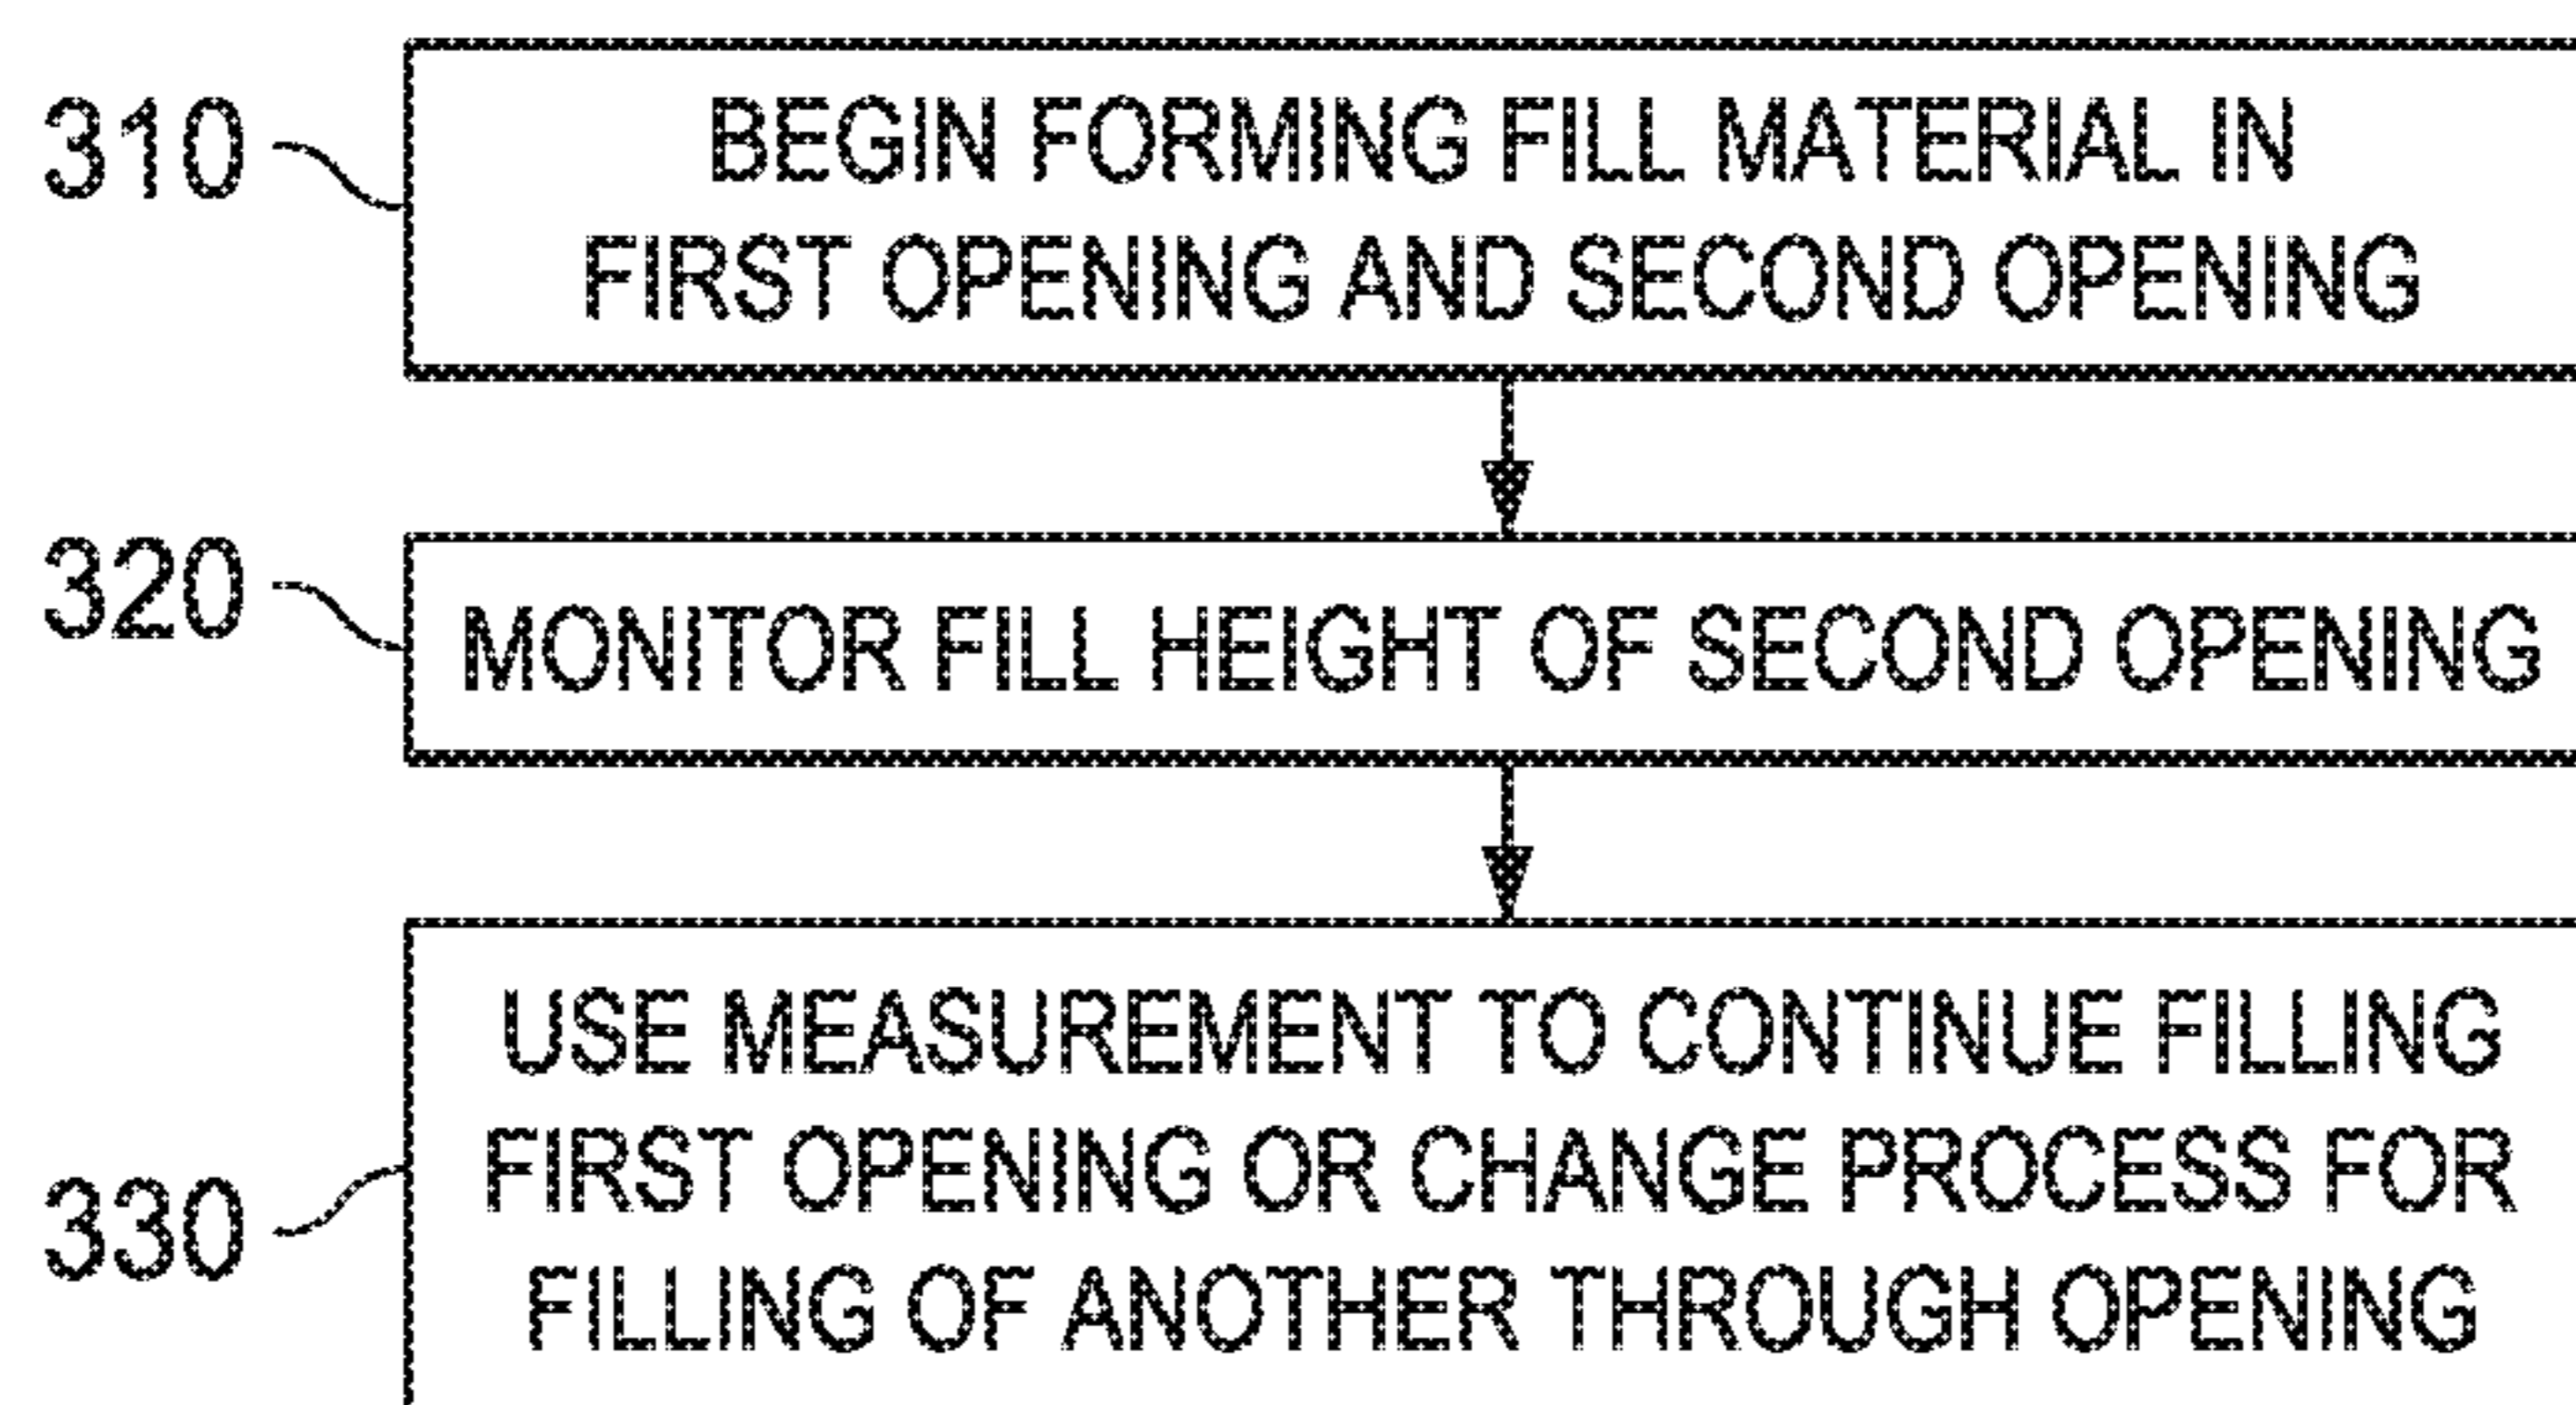 310
BEGIN FORMING FILL MATERIAL IN
FIRST OPENING AND SECOND OPENING
320
MONITOR FILL HEIGHT OF SECOND OPENING
330
USE MEASUREMENT TO CONTINUE FILLING
FIRST OPENING OR CHANGE PROCESS FOR
FILLING OF ANOTHER THROUGH OPENING